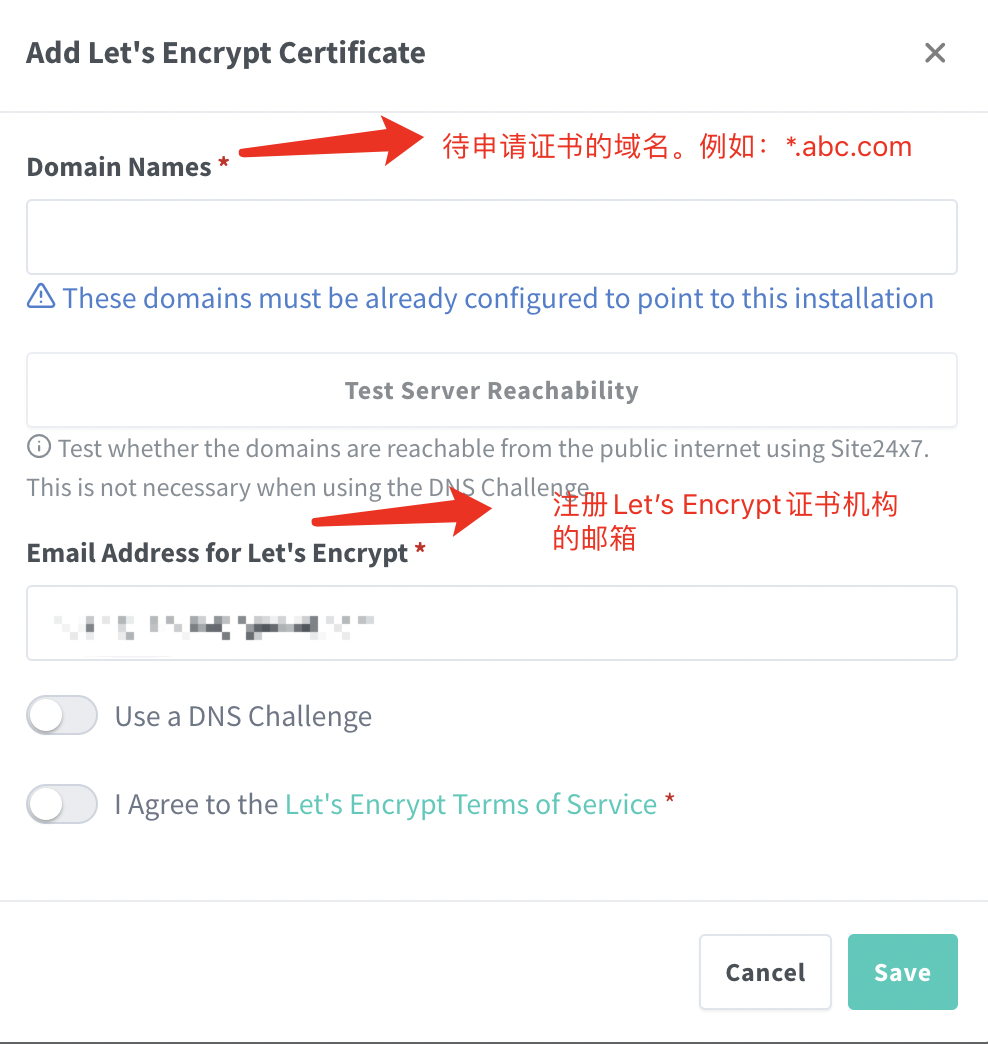 Add Let's Encrypt Certificate
待申请证书的域名。例如：*.abc.com
Domain Names *
These domains must be already configured to point to this installation
Test Server Reachability
Test whether the domains are reachable from the public internet using Site24x7.
This is not necessary when using the DNS Challenge
注册 Let’s Encrypt 证书机构
的邮箱
Email Address for Let's Encrypt *
Use a DNS Challenge
I Agree to the Let's Encrypt Terms of Service *
Cancel
Save